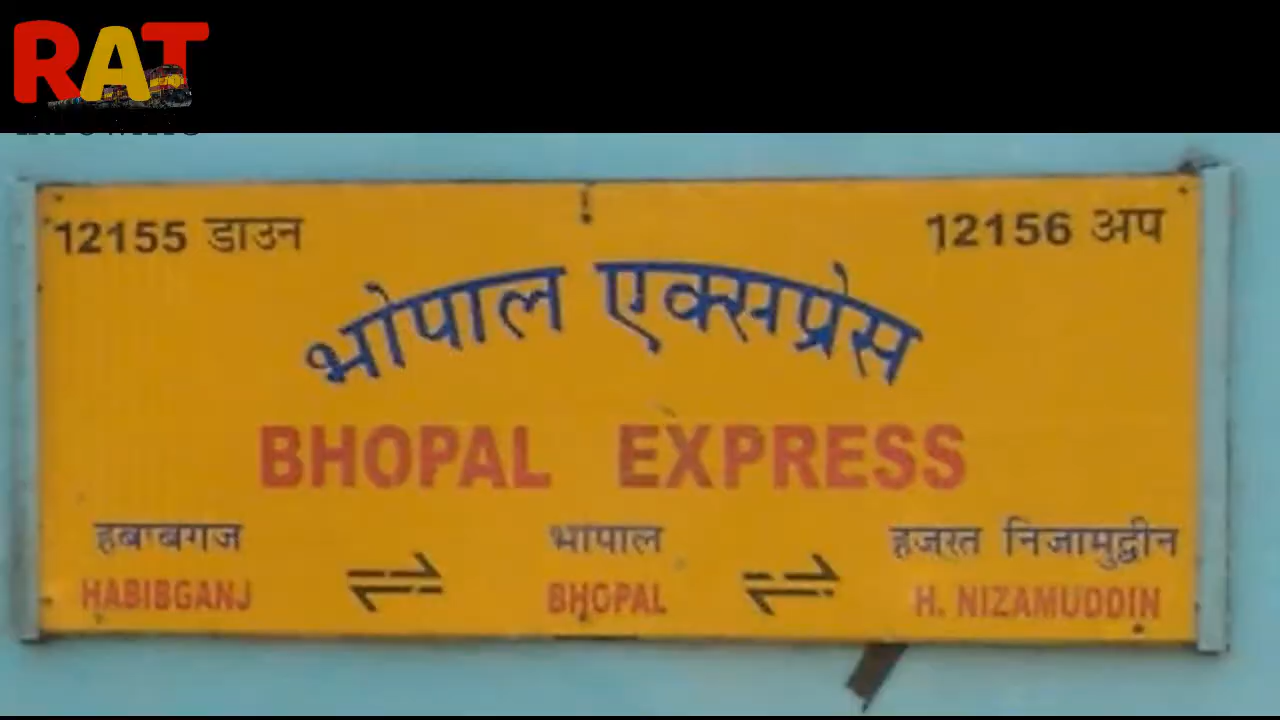 RAT
12155 डाउन
12156 अप
भोपाल एक्सप्रेस
BHOPAL EXPRESS
हबीबगंज
भोपाल
हजरत निजामुद्दीन
HABIBGANJ
BHOPAL
H. NIZAMUDDIN